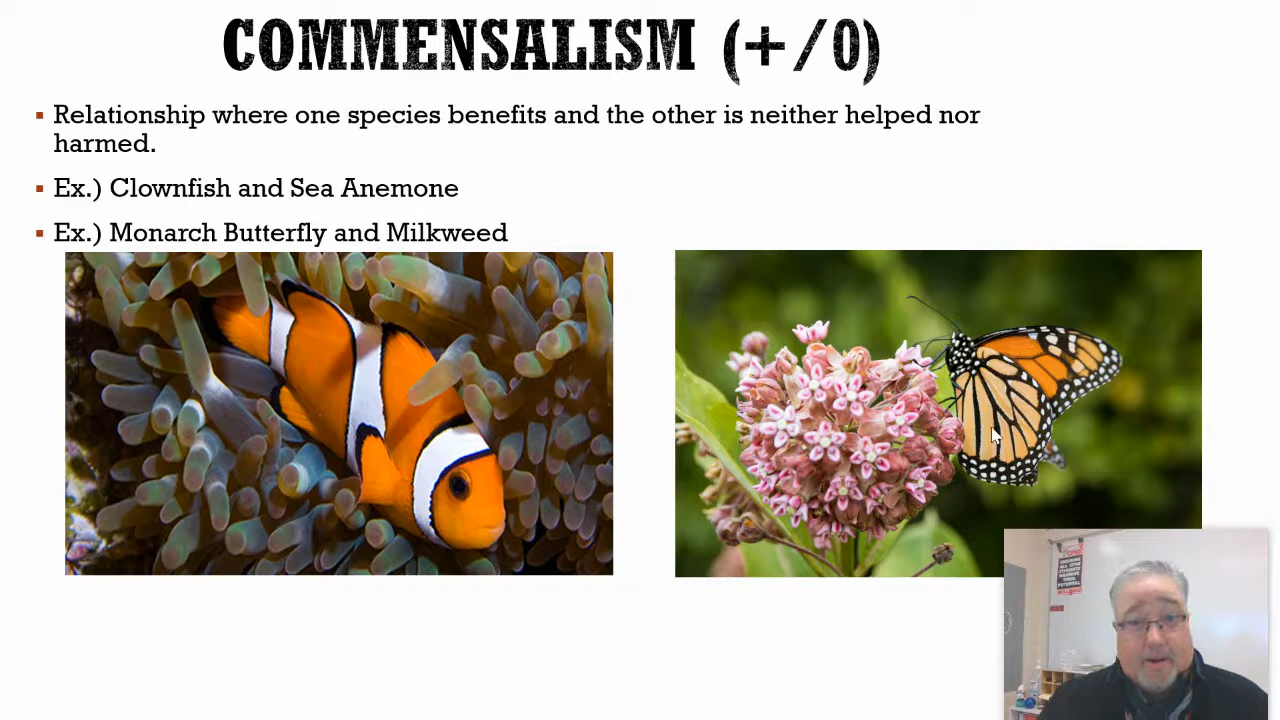 COMMENSALISM (+/0)
▪ Relationship where one species benefits and the other is neither helped nor
harmed.
▪ Ex.) Clownfish and Sea Anemone
▪ Ex.) Monarch Butterfly and Milkweed